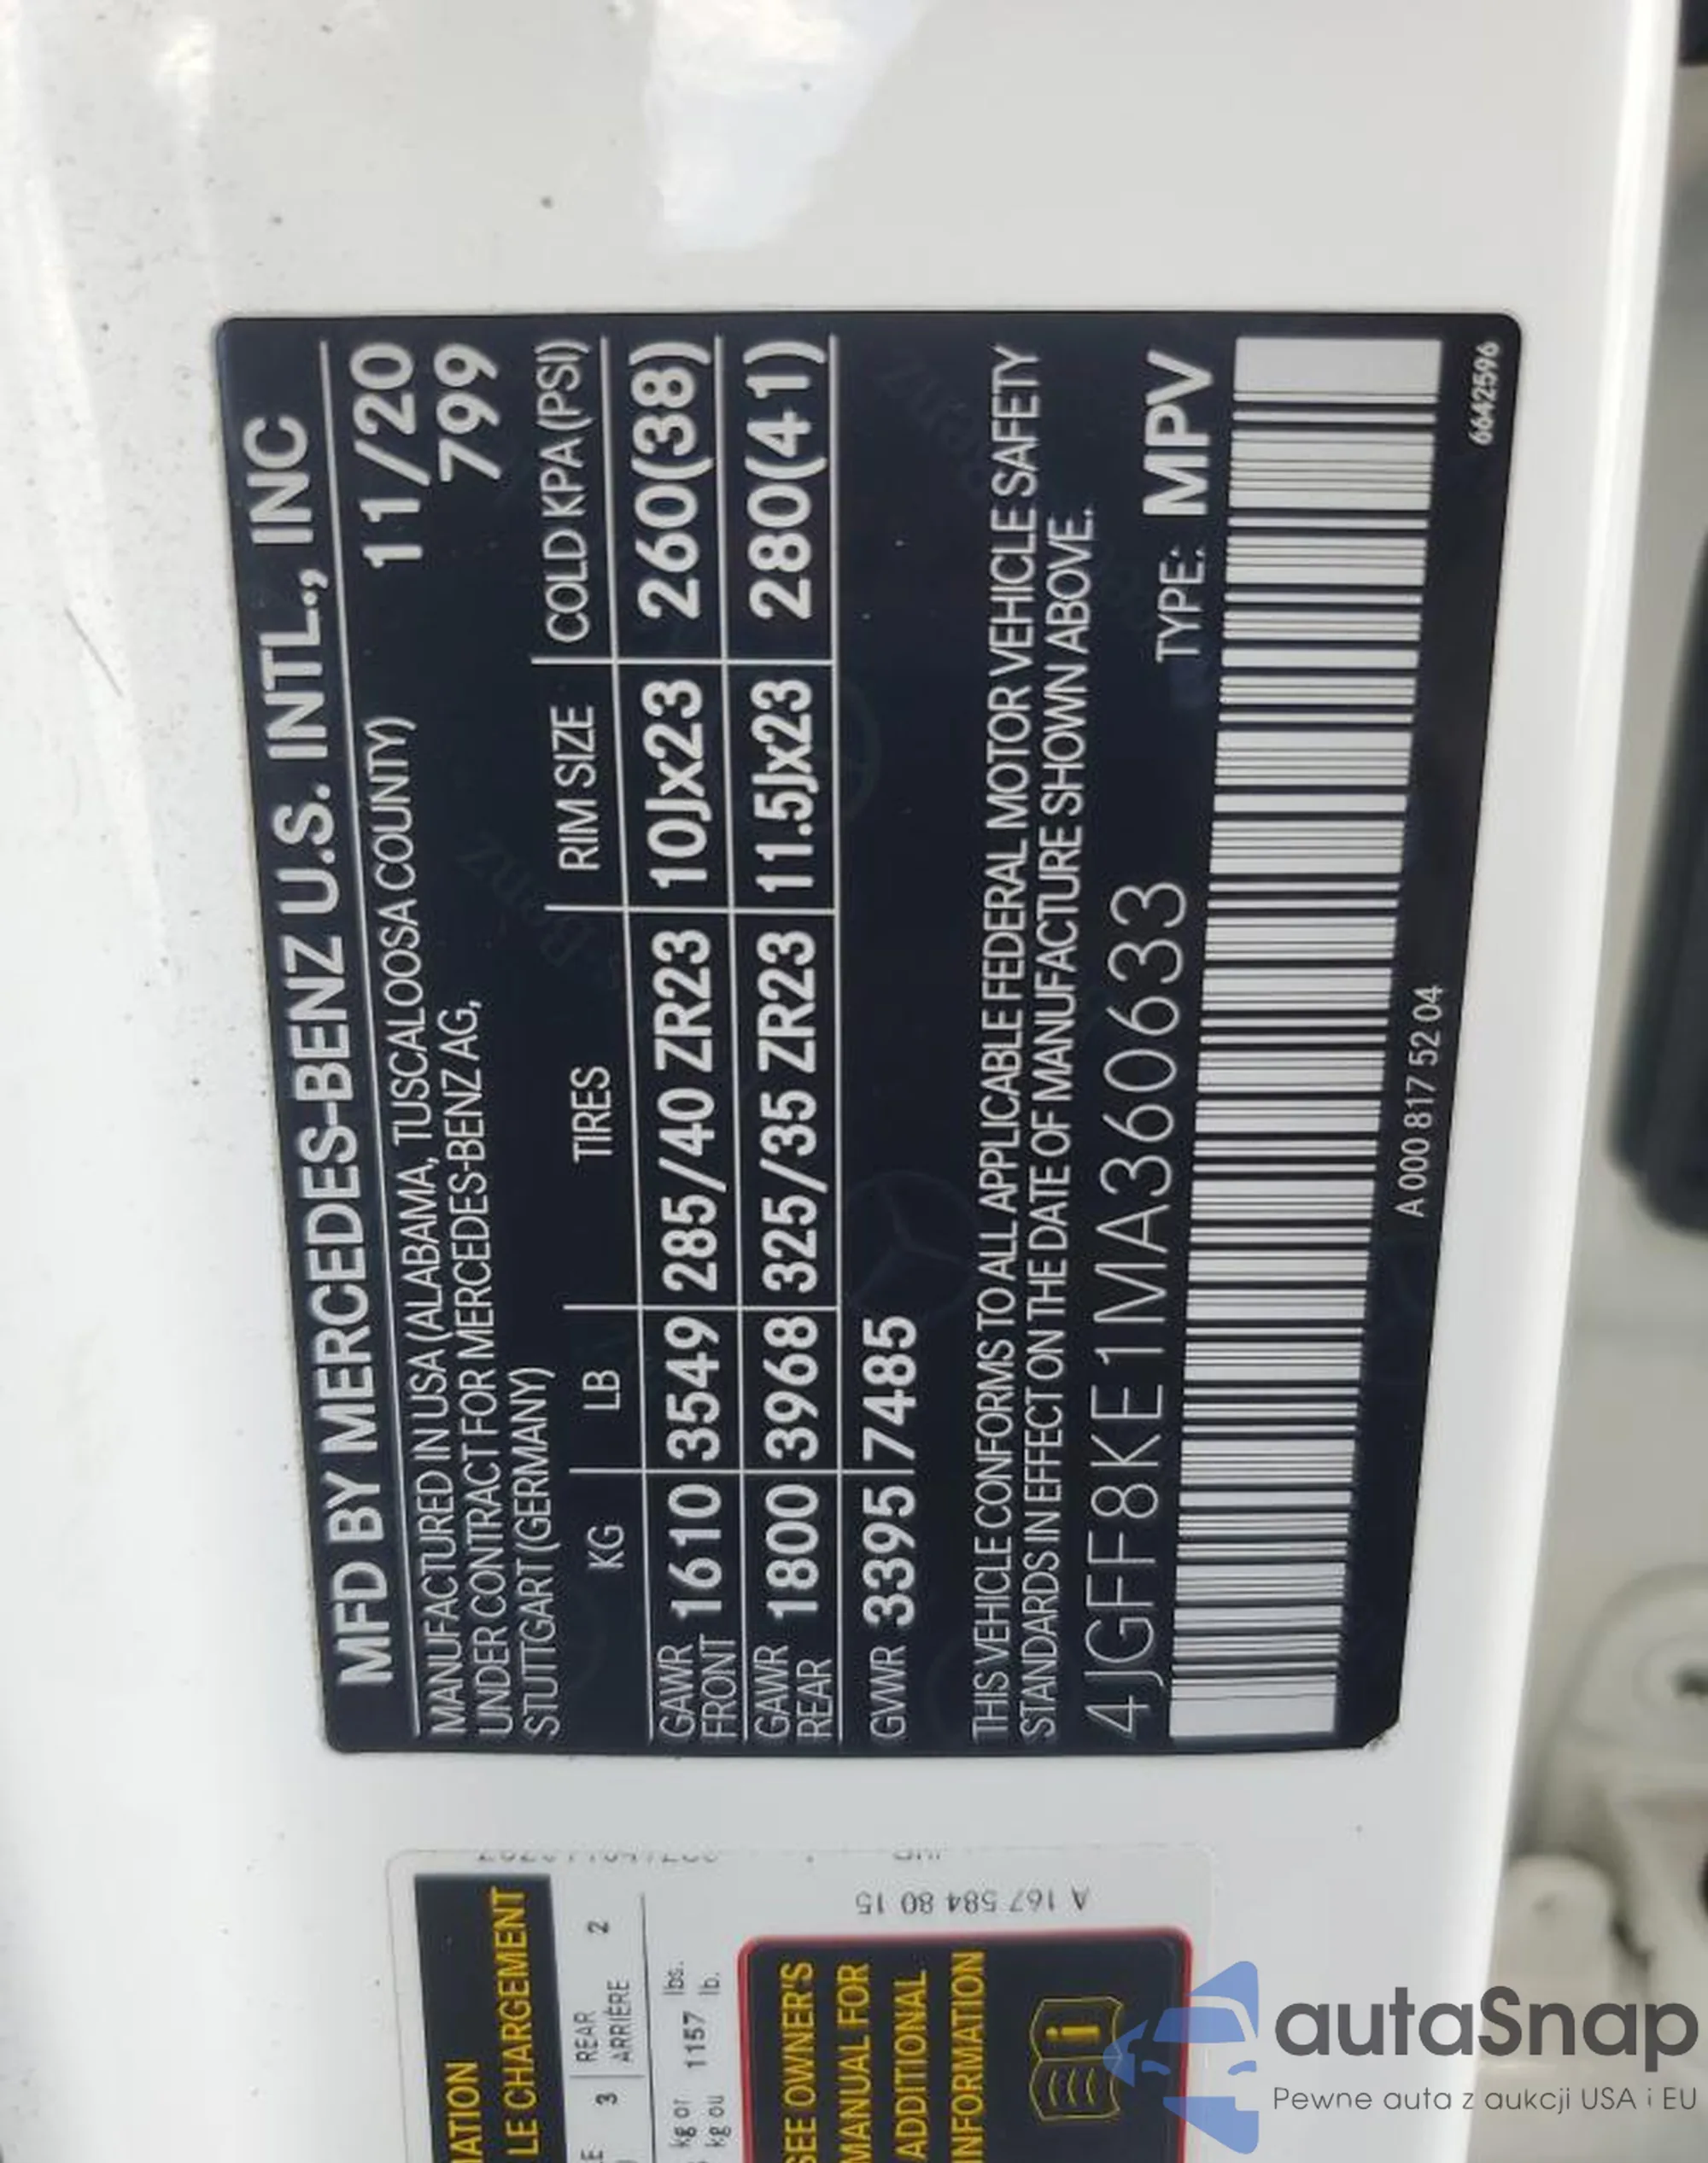 MFD BY MERCEDES-BENZ U.S. INTL., INC
MANUFACTURED IN USA (ALABAMA, TUSCALOOSA COUNTY) 11/20
UNDER CONTRACT FOR MERCEDES-BENZ AG, 799
STUTTGART (GERMANY)
KG LB TIRES RIM SIZE COLD KPA (PSI)
GAWR FRONT 1610 3549 285/40 ZR23 10Jx23 260(38)
GAWR REAR 1800 3968 325/35 ZR23 11.5Jx23 280(41)
GVWR 3395 7485
THIS VEHICLE CONFORMS TO ALL APPLICABLE FEDERAL MOTOR VEHICLE SAFETY
STANDARDS IN EFFECT ON THE DATE OF MANUFACTURE SHOWN ABOVE.
4JGFF8KE1MA360633 TYPE: MPV
A 000 817 52 04
6642596
LE CHARGEMENT
3 REAR 2
ARRIÈRE
kg or 1157 lbs.
kg ou lb.
A 167 584 80 15
SEE OWNER'S
MANUAL FOR
ADDITIONAL
INFORMATION
autaSnap
Pewne auta z aukcji USA i EU